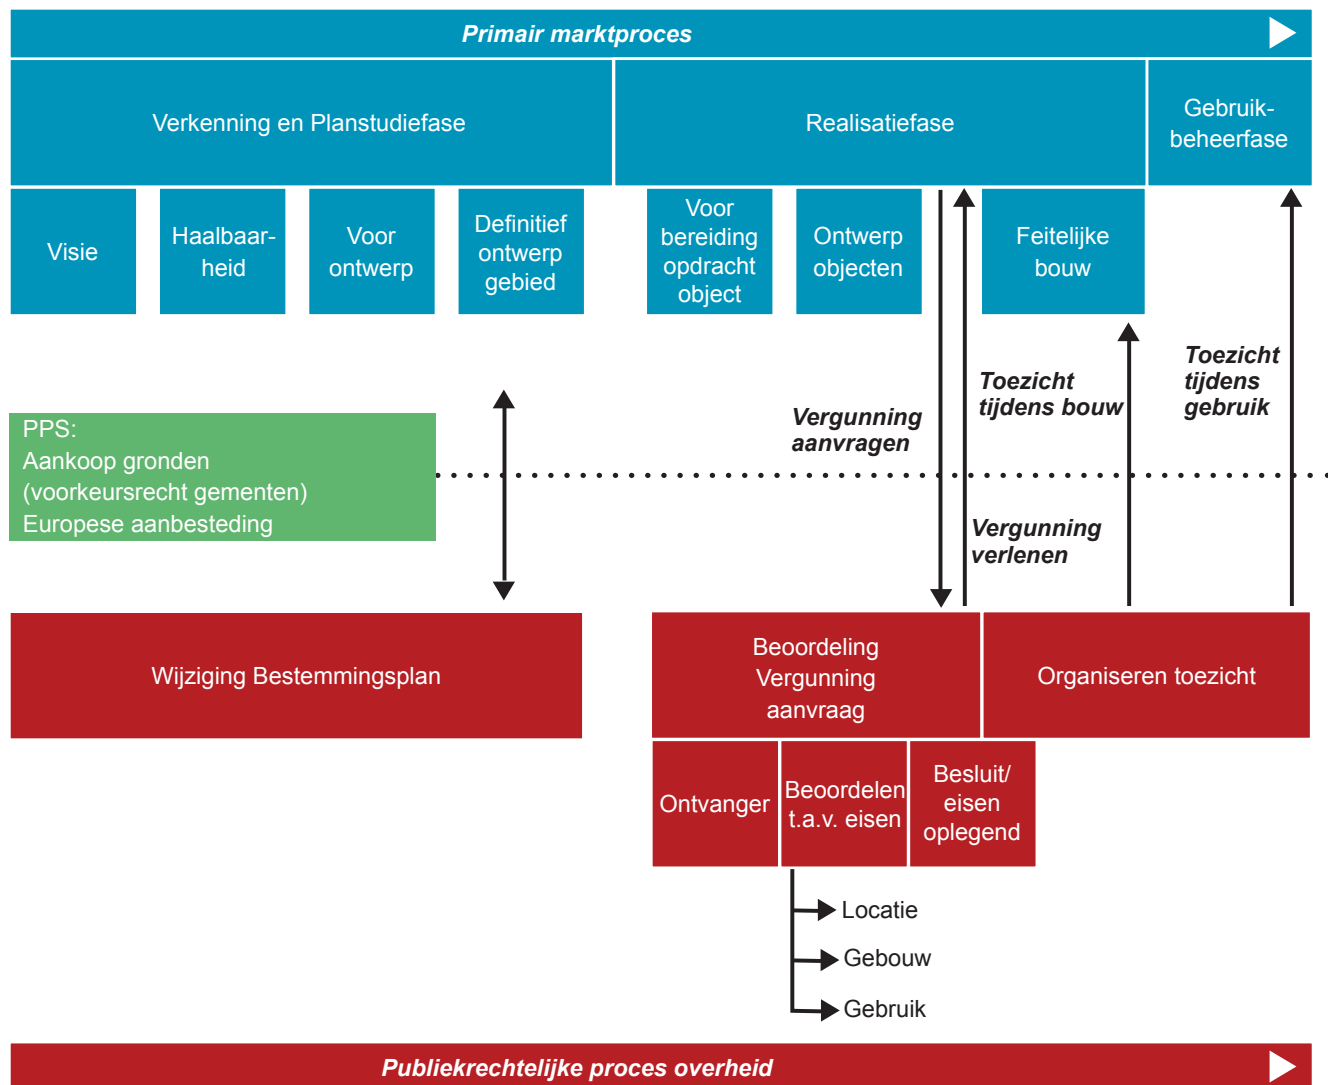 Primair marktproces
Verkenning en Planstudiefase
Realisatiefase
Gebruik-
beheerfase
Visie
Haalbaar-
heid
Voor
ontwerp
Definitief
ontwerp
gebied
Voor
bereiding
opdracht
object
Ontwerp
objecten
Feitelijke
bouw
Vergunning
aanvragen
Toezicht
tijdens bouw
Toezicht
tijdens
gebruik
PPS:
Aankoop gronden
(voorkeursrecht gementen)
Europese aanbesteding
Vergunning
verlenen
Wijziging Bestemmingsplan
Beoordeling
Vergunning
aanvraag
Organiseren toezicht
Ontvanger
Beoordelen
t.a.v. eisen
Besluit/
eisen
oplegend
Locatie
Gebouw
Gebruik
Publiekrechtelijke proces overheid